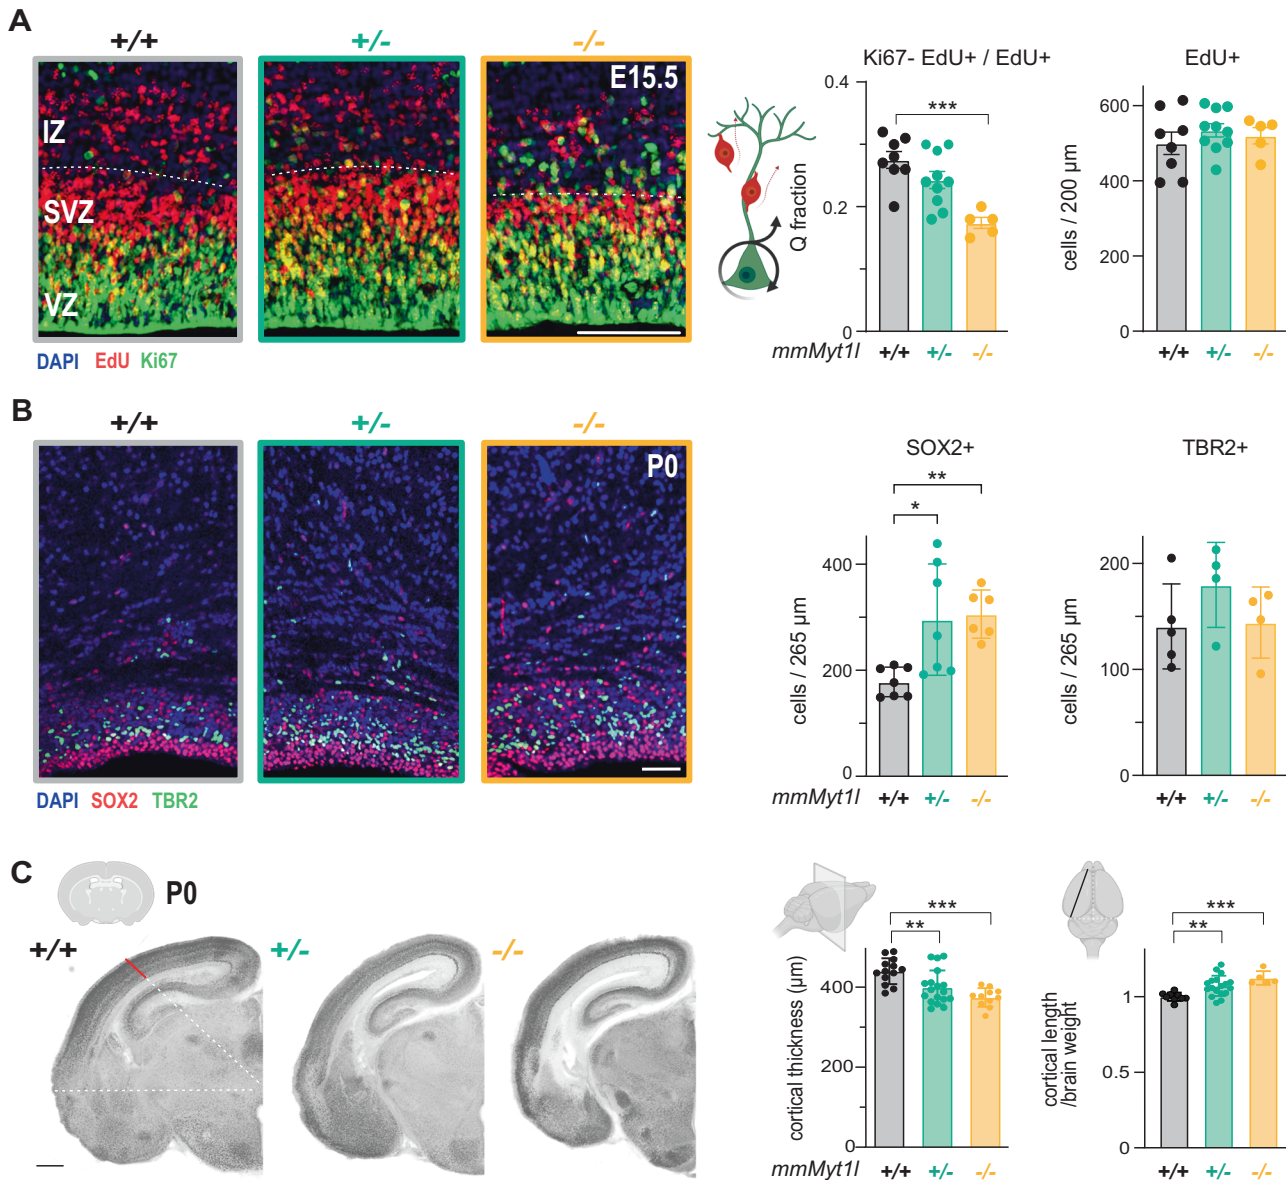 A
+/+
+/-
-/-
E15.5
IZ
SVZ
VZ
DAPI EdU Ki67
Q fraction
Ki67- EdU+ / EdU+
***
0.4
0.2
0
mmMyt1l +/+ +/- -/-
EdU+
cells / 200 µm
600
400
200
0
+/+ +/- -/-
B
+/+
+/-
-/-
P0
DAPI SOX2 TBR2
SOX2+
**
*
cells / 265 µm
400
200
0
mmMyt1l +/+ +/- -/-
TBR2+
cells / 265 µm
200
100
0
+/+ +/- -/-
C
P0
+/+
+/-
-/-
***
**
cortical thickness (µm)
400
200
0
mmMyt1l +/+ +/- -/-
***
**
cortical length
/brain weight
1
0.5
0
+/+ +/- -/-